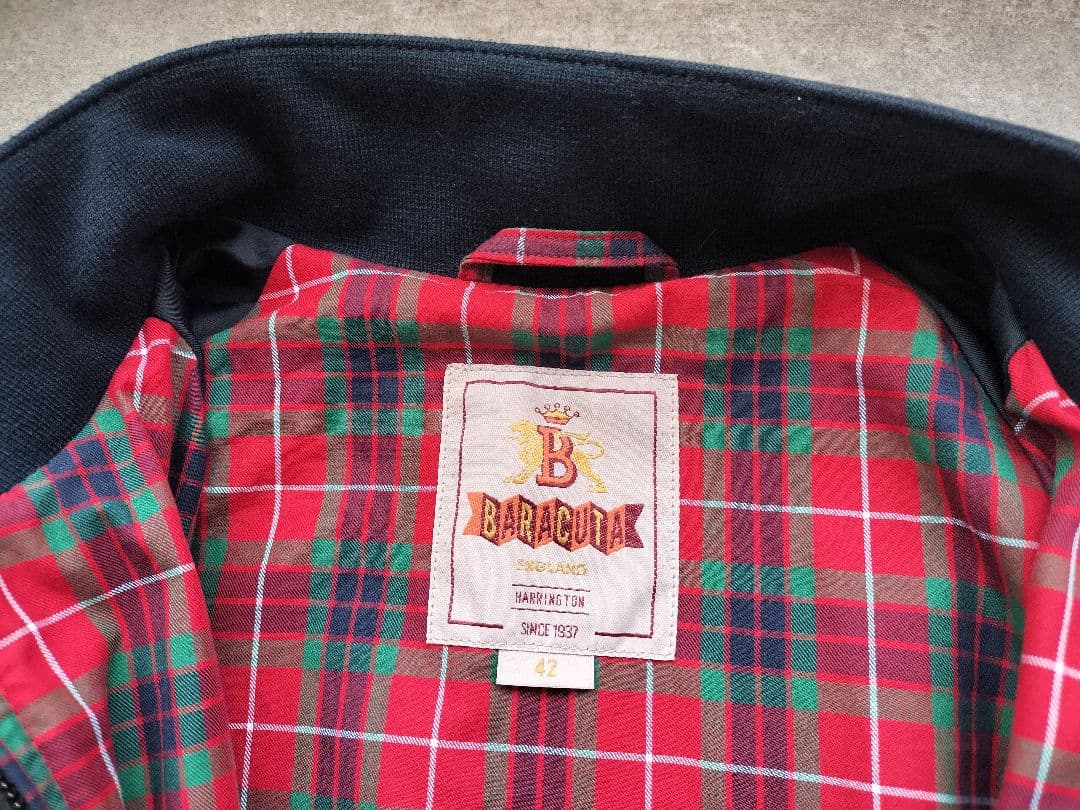 B
BARACUTA
ENGLAND
HARRINGTON
SINCE 1937
42